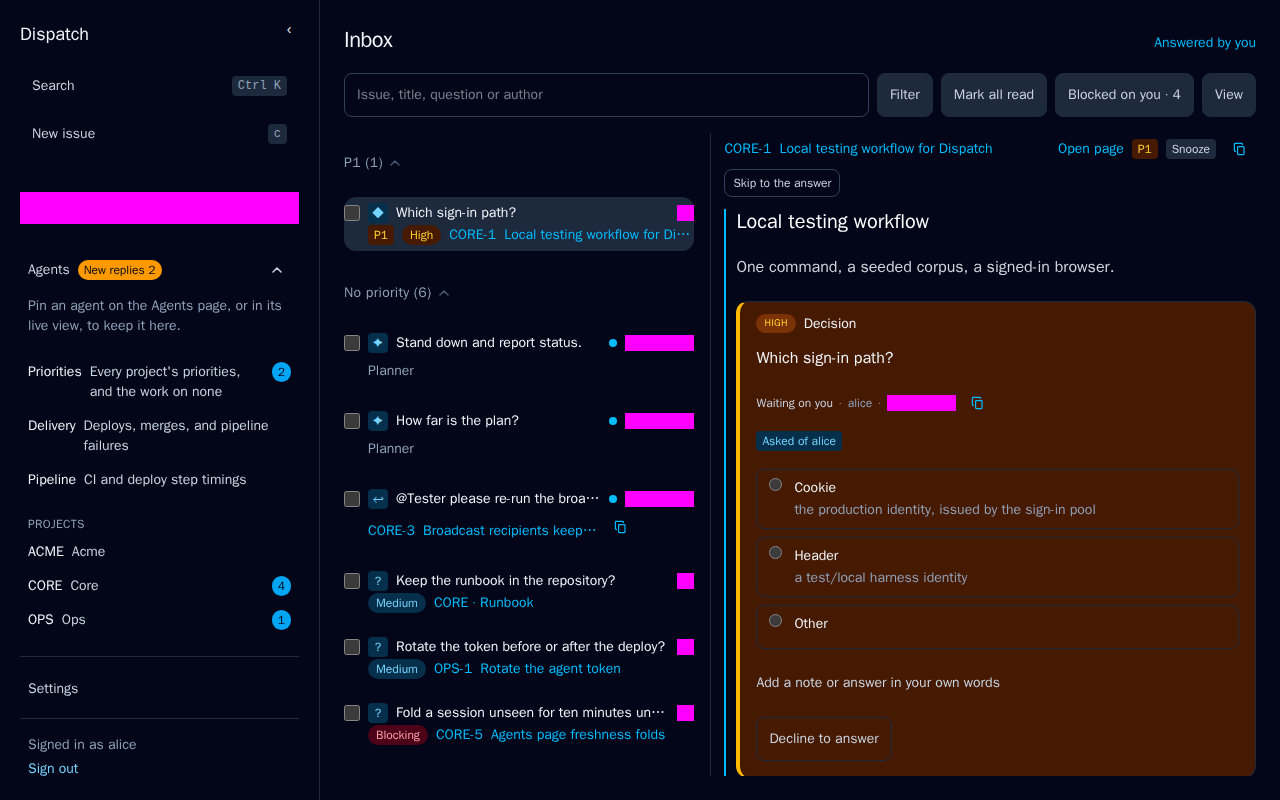 Dispatch
Search
Ctrl K
New issue
C
Agents
New replies 2
Pin an agent on the Agents page, or in its
live view, to keep it here.
Priorities
Every project's priorities,
and the work on none
2
Delivery
Deploys, merges, and pipeline
failures
Pipeline
CI and deploy step timings
PROJECTS
ACME Acme
CORE Core
4
OPS Ops
1
Settings
Signed in as alice
Sign out
Inbox
Answered by you
Issue, title, question or author
Filter
Mark all read
Blocked on you · 4
View
P1 (1)
Which sign-in path?
P1
High
CORE-1 Local testing workflow for Di···
No priority (6)
Stand down and report status.
Planner
How far is the plan?
Planner
@Tester please re-run the broa···
CORE-3 Broadcast recipients keep···
? Keep the runbook in the repository?
Medium
CORE · Runbook
? Rotate the token before or after the deploy?
Medium
OPS-1 Rotate the agent token
? Fold a session unseen for ten minutes un···
Blocking
CORE-5 Agents page freshness folds
CORE-1 Local testing workflow for Dispatch
Open page
P1
Snooze
Skip to the answer
Local testing workflow
One command, a seeded corpus, a signed-in browser.
HIGH
Decision
Which sign-in path?
Waiting on you · alice ·
Asked of alice
Cookie
the production identity, issued by the sign-in pool
Header
a test/local harness identity
Other
Add a note or answer in your own words
Decline to answer